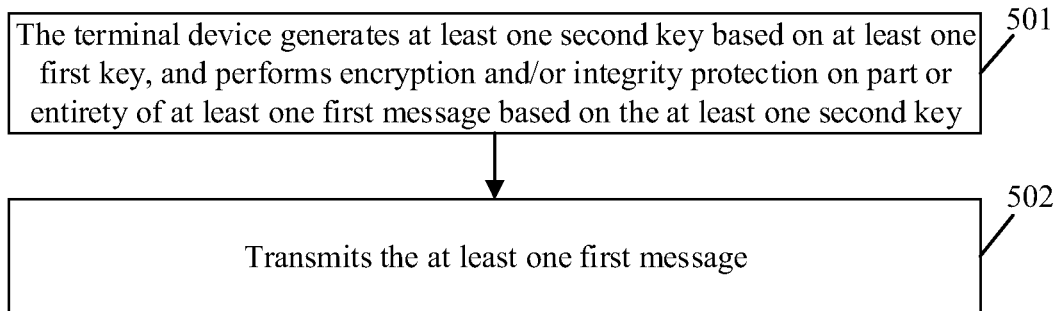 501
The terminal device generates at least one second key based on at least one
first key, and performs encryption and/or integrity protection on part or
entirety of at least one first message based on the at least one second key
502
Transmits the at least one first message